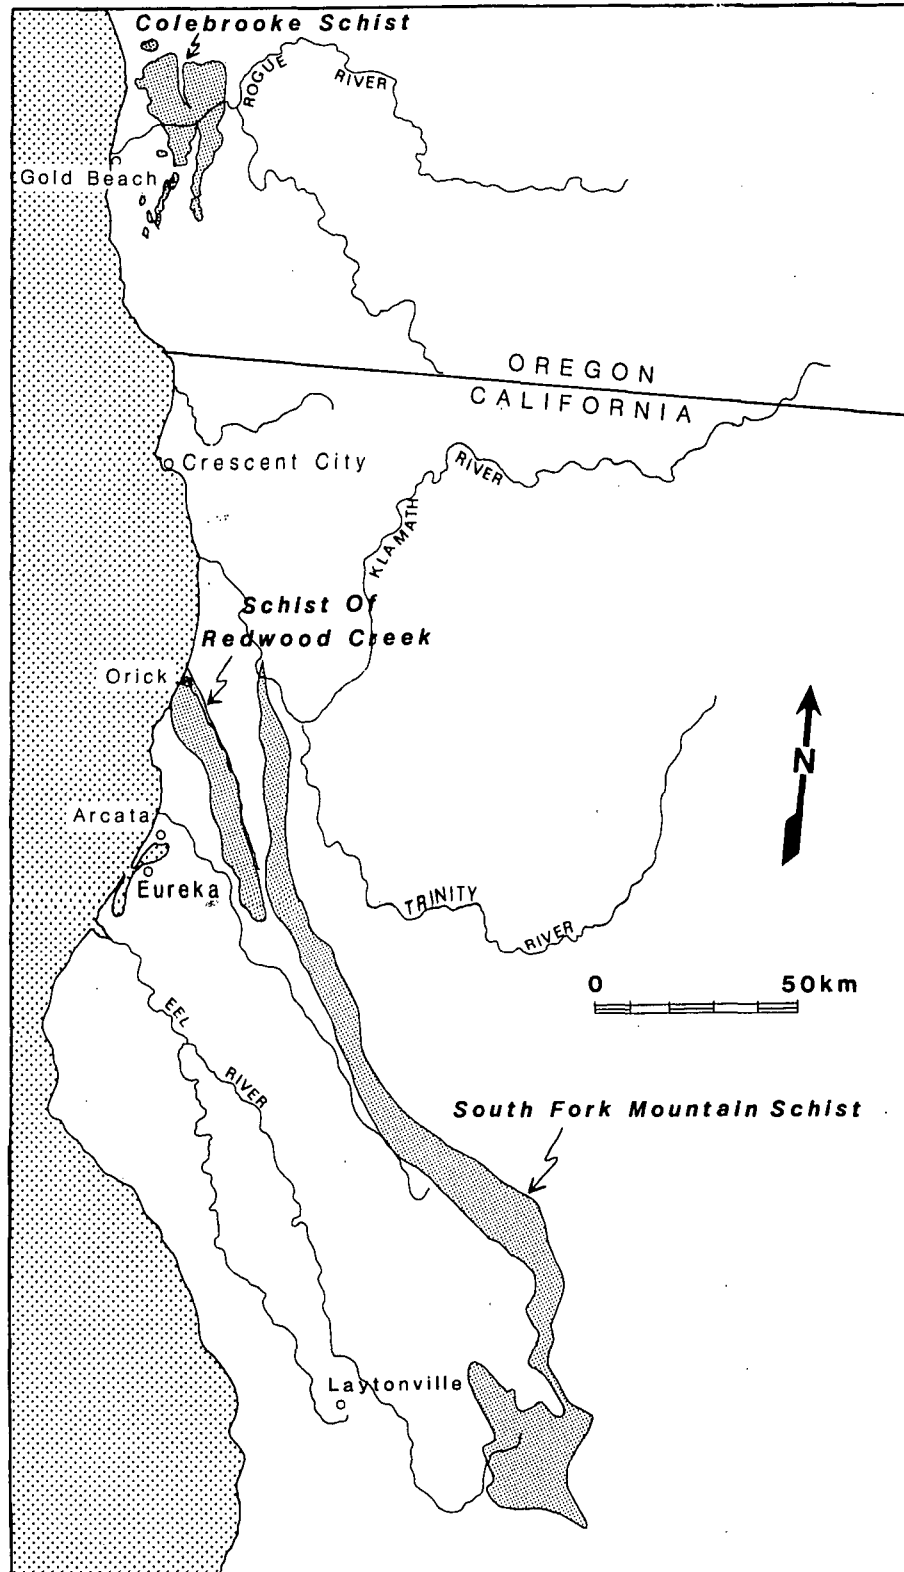 Colebrooke Schist
ROGUE
RIVER
Gold Beach
OREGON
CALIFORNIA
Crescent City
RIVER
KLAMATH
Schist Of
Redwood Creek
Orick
N
Arcata
Eureka
TRINITY
RIVER
0 50km
EEL
RIVER
South Fork Mountain Schist
Laytonville